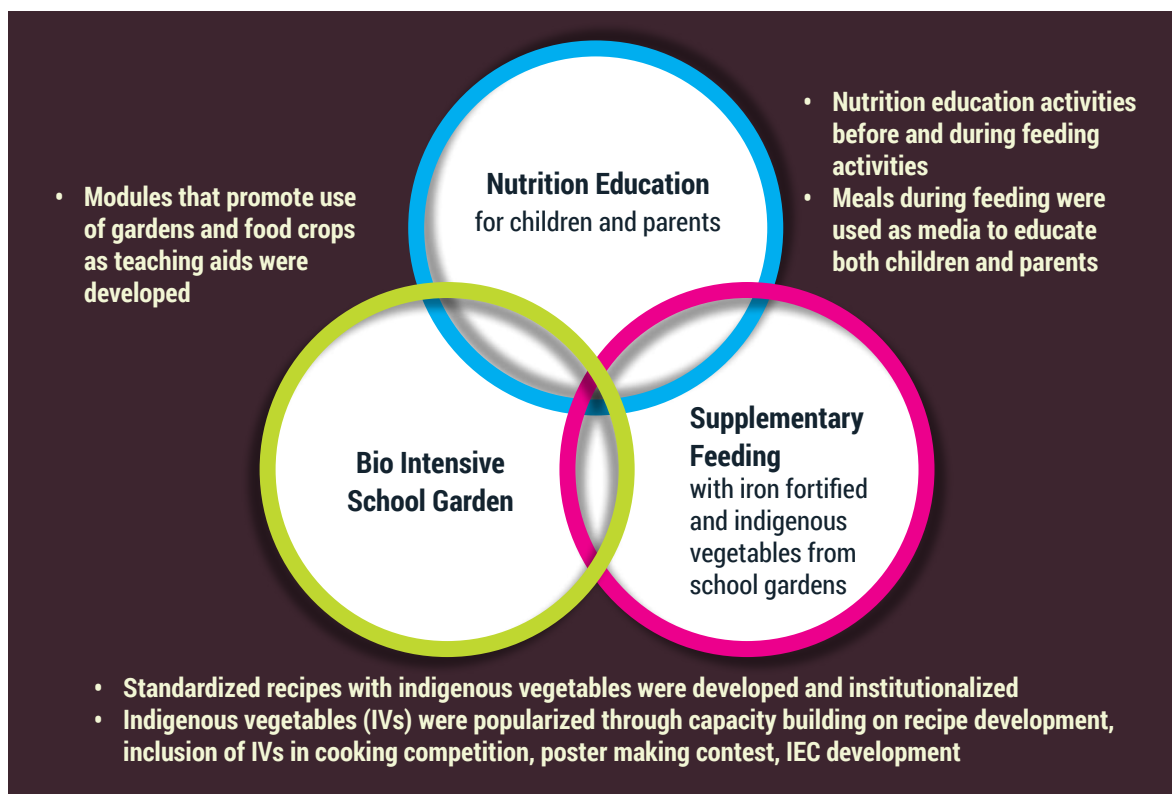 Nutrition Education
for children and parents
• Nutrition education activities
before and during feeding
activities
• Meals during feeding were
used as media to educate
both children and parents
• Modules that promote use
of gardens and food crops
as teaching aids were
developed
Bio Intensive
School Garden
Supplementary
Feeding
with iron fortified
and indigenous
vegetables from
school gardens
• Standardized recipes with indigenous vegetables were developed and institutionalized
• Indigenous vegetables (IVs) were popularized through capacity building on recipe development,
inclusion of IVs in cooking competition, poster making contest, IEC development